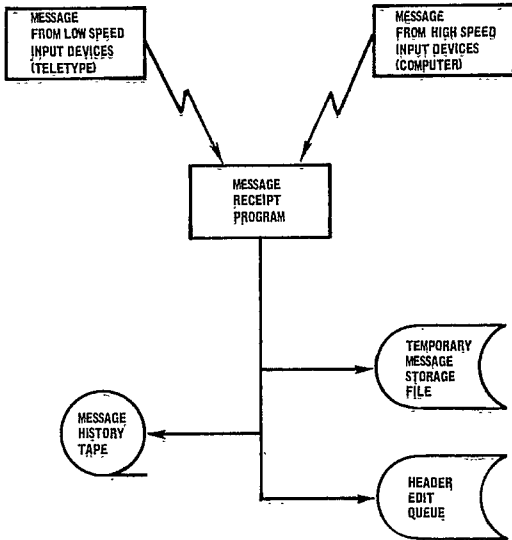 MESSAGE
FROM LOW SPEED
INPUT DEVICES
(TELETYPE)
MESSAGE
FROM HIGH SPEED
INPUT DEVICES
(COMPUTER)
MESSAGE
RECEIPT
PROGRAM
TEMPORARY
MESSAGE
STORAGE
FILE
MESSAGE
HISTORY
TAPE
HEADER
EDIT
QUEUE